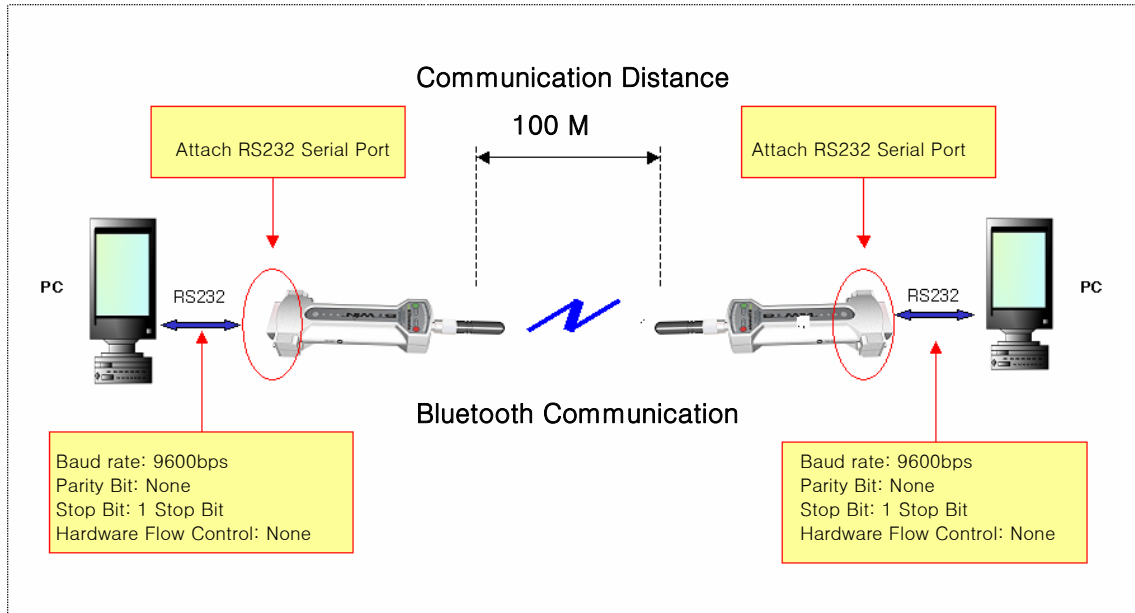 Communication Distance
100 M
Attach RS232 Serial Port
Attach RS232 Serial Port
PC
RS232
RS232
PC
Bluetooth Communication
Baud rate: 9600bps
Parity Bit: None
Stop Bit: 1 Stop Bit
Hardware Flow Control: None
Baud rate: 9600bps
Parity Bit: None
Stop Bit: 1 Stop Bit
Hardware Flow Control: None